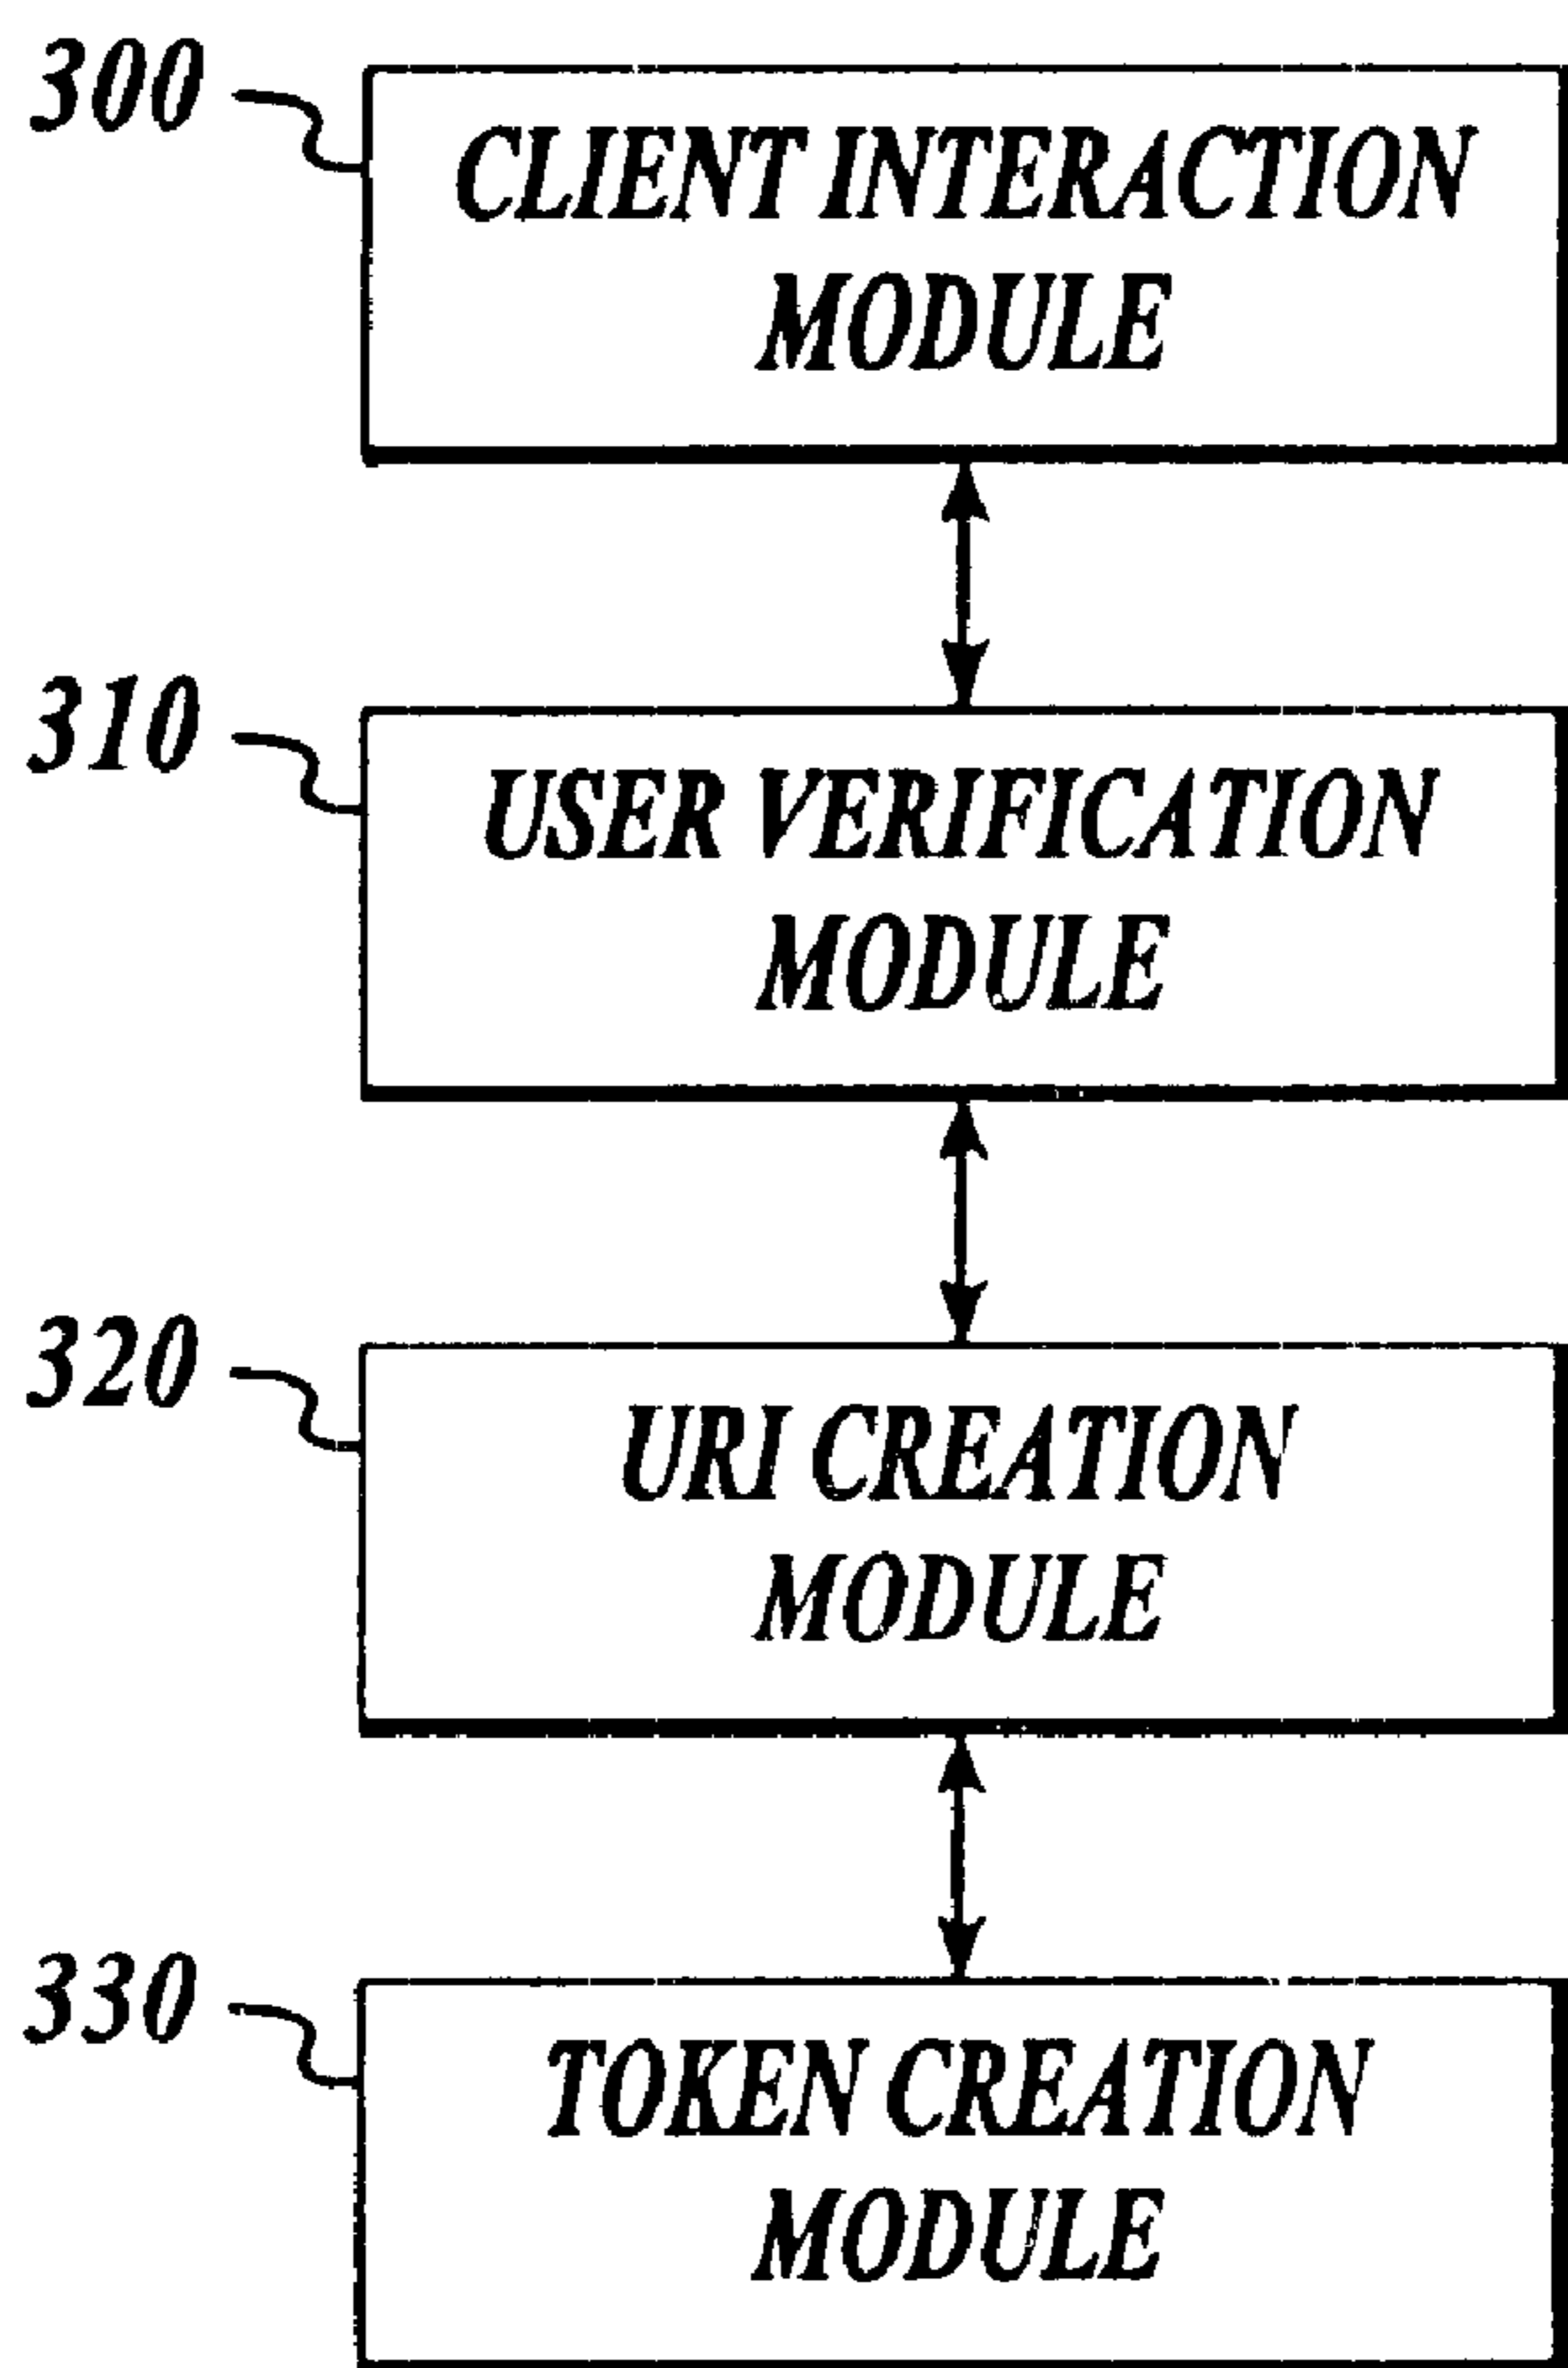 300
CLIENT INTERACTION
MODULE
310
USER VERIFICATION
MODULE
320
URI CREATION
MODULE
330
TOKEN CREATION
MODULE